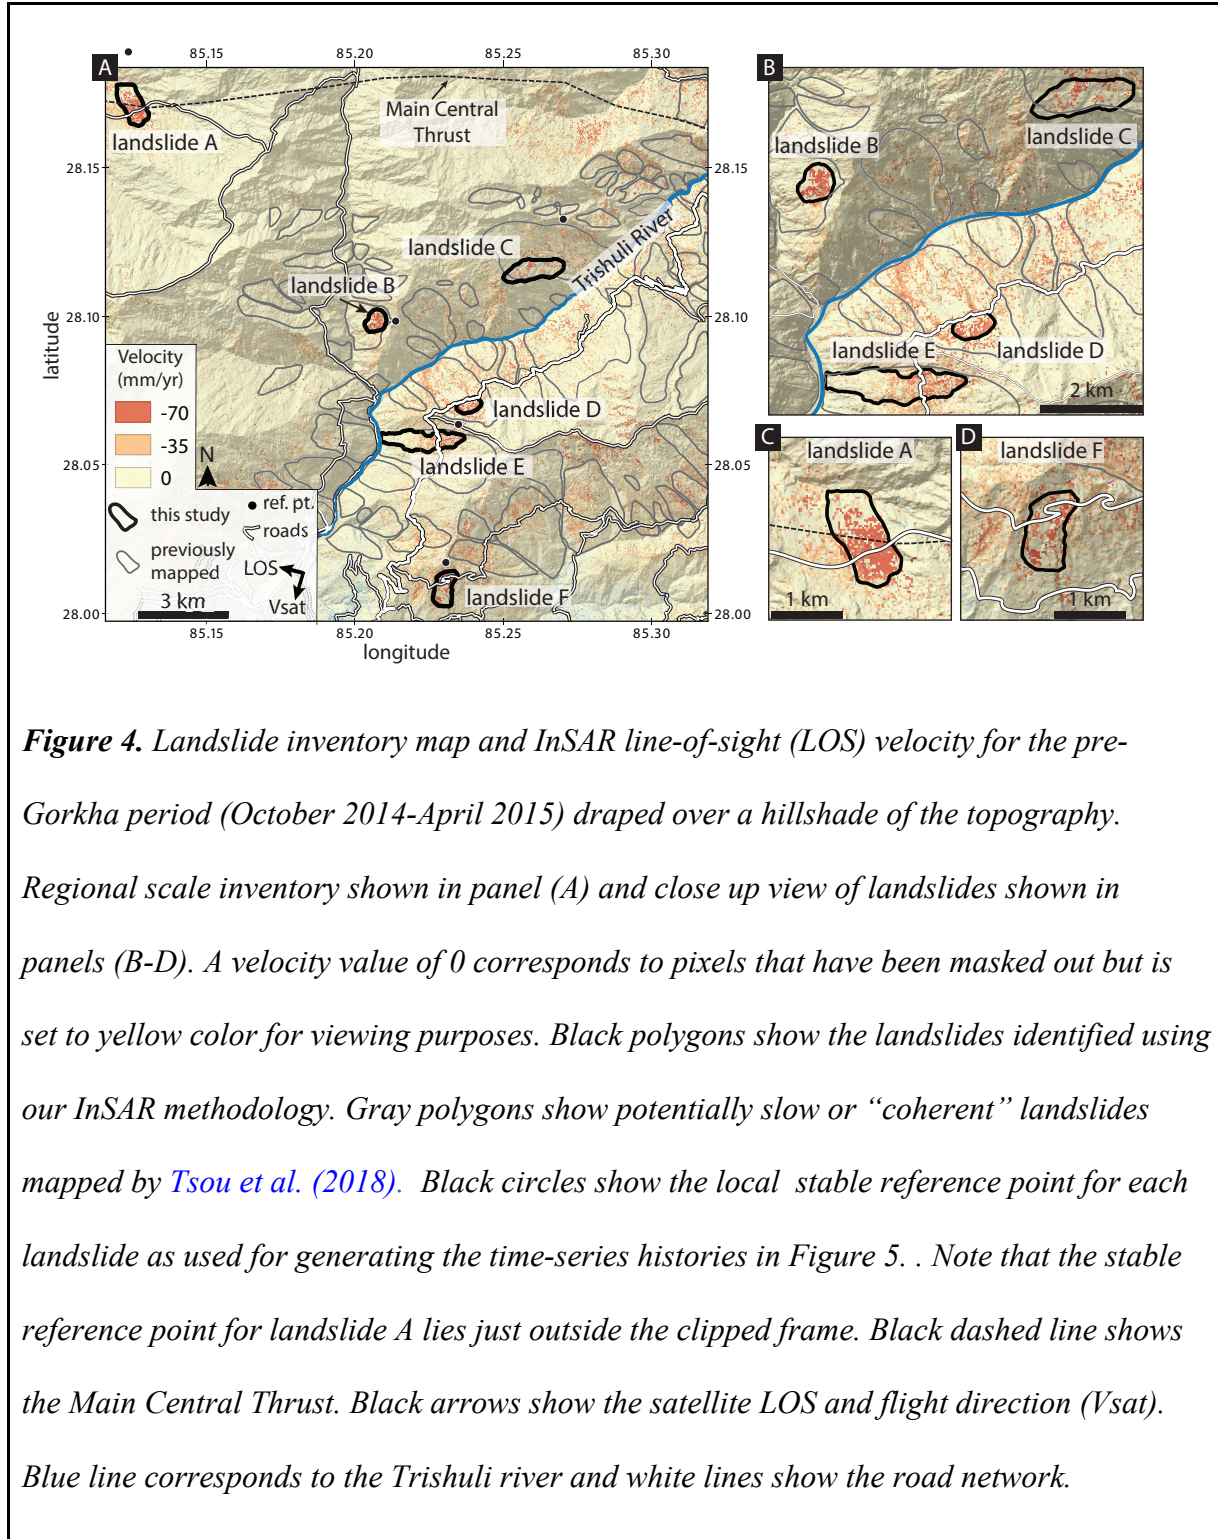 A
85.15
85.20
85.25
85.30
Main Central
Thrust
landslide A
28.15
28.15
landslide C
Trishuli River
landslide B
28.10
28.10
latitude
Velocity
(mm/yr)
-70
-35
0
N
landslide D
landslide E
28.05
28.05
this study
ref. pt.
roads
previously
mapped
LOS
Vsat
3 km
landslide F
28.00
28.00
85.15
85.20
85.25
85.30
longitude
B
landslide C
landslide B
landslide E
landslide D
2 km
C
landslide A
1 km
D
landslide F
1 km
Figure 4. Landslide inventory map and InSAR line-of-sight (LOS) velocity for the pre-
Gorkha period (October 2014-April 2015) draped over a hillshade of the topography.
Regional scale inventory shown in panel (A) and close up view of landslides shown in
panels (B-D). A velocity value of 0 corresponds to pixels that have been masked out but is
set to yellow color for viewing purposes. Black polygons show the landslides identified using
our InSAR methodology. Gray polygons show potentially slow or “coherent” landslides
mapped by Tsou et al. (2018). Black circles show the local stable reference point for each
landslide as used for generating the time-series histories in Figure 5. . Note that the stable
reference point for landslide A lies just outside the clipped frame. Black dashed line shows
the Main Central Thrust. Black arrows show the satellite LOS and flight direction (Vsat).
Blue line corresponds to the Trishuli river and white lines show the road network.